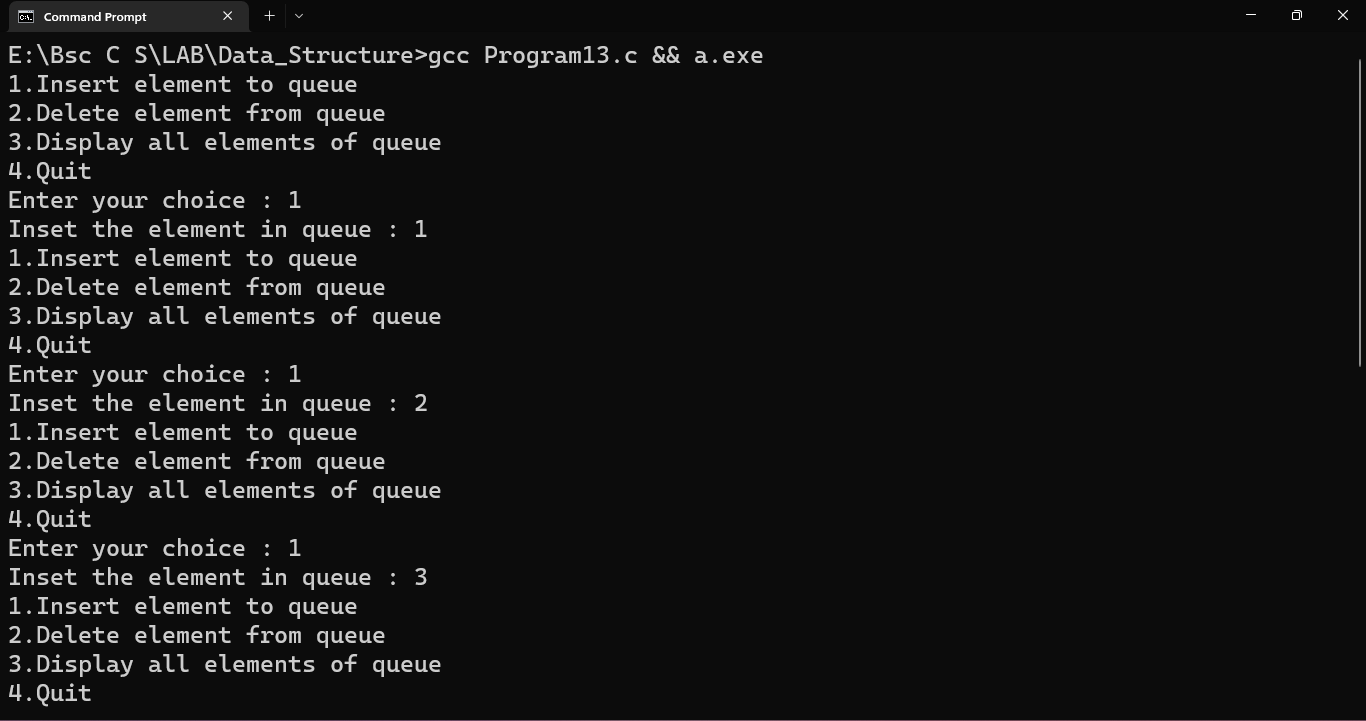 Command Prompt
E:\Bsc C S\LAB\Data_Structure>gcc Program13.c && a.exe
1.Insert element to queue
2.Delete element from queue
3.Display all elements of queue
4.Quit
Enter your choice : 1
Inset the element in queue : 1
1.Insert element to queue
2.Delete element from queue
3.Display all elements of queue
4.Quit
Enter your choice : 1
Inset the element in queue : 2
1.Insert element to queue
2.Delete element from queue
3.Display all elements of queue
4.Quit
Enter your choice : 1
Inset the element in queue : 3
1.Insert element to queue
2.Delete element from queue
3.Display all elements of queue
4.Quit